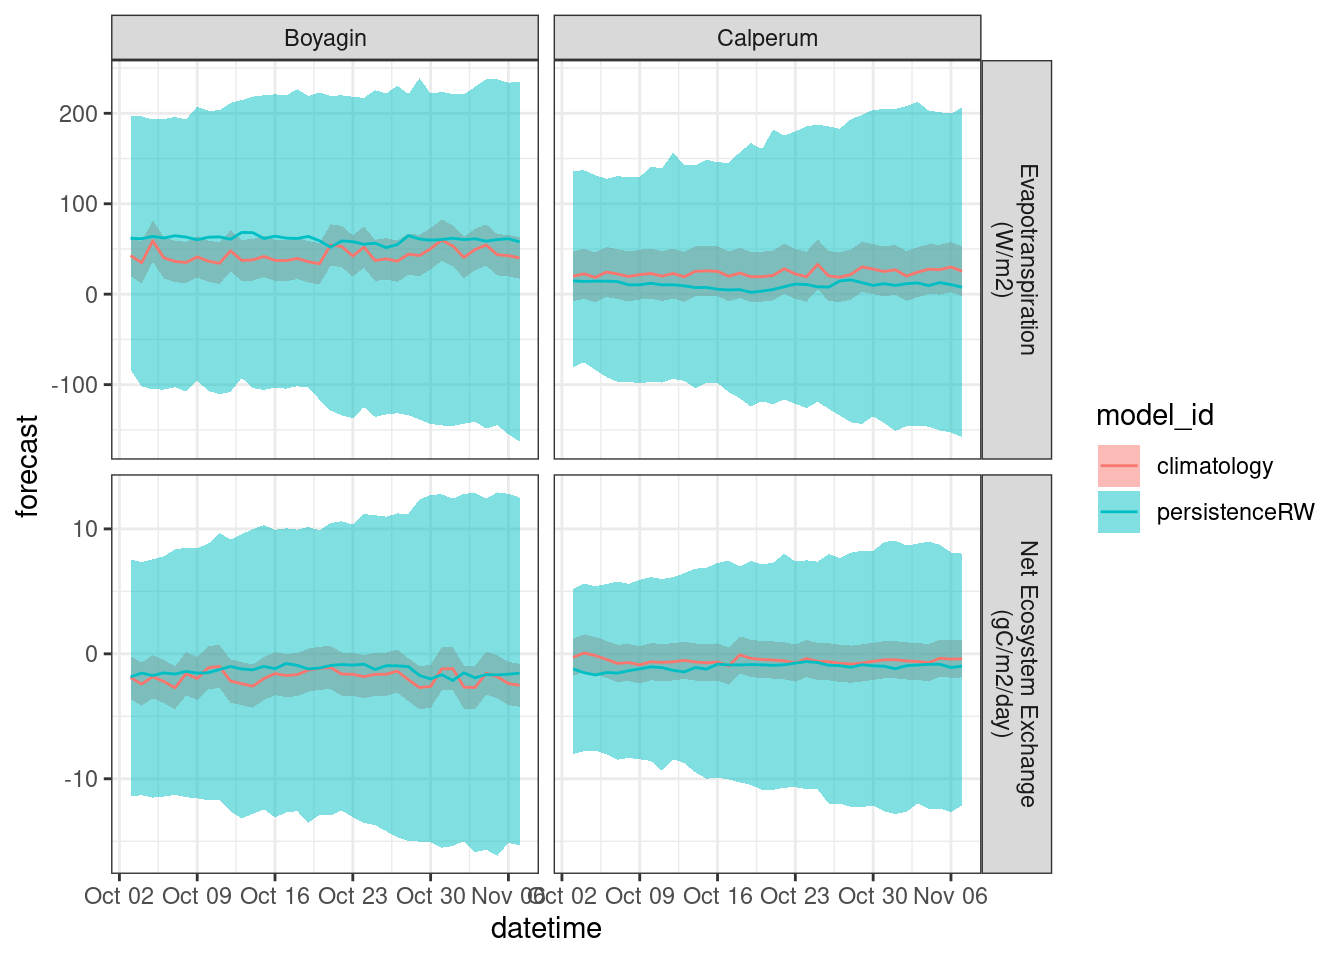 Boyagin
Calperum
200
100
0
-100
Evapotranspiration
(W/m2)
10
0
-10
Net Ecosystem Exchange
(gC/m2/day)
forecast
Oct 02 Oct 09 Oct 16 Oct 23 Oct 30 Nov 06
Oct 02 Oct 09 Oct 16 Oct 23 Oct 30 Nov 06
datetime
model_id
climatology
persistenceRW